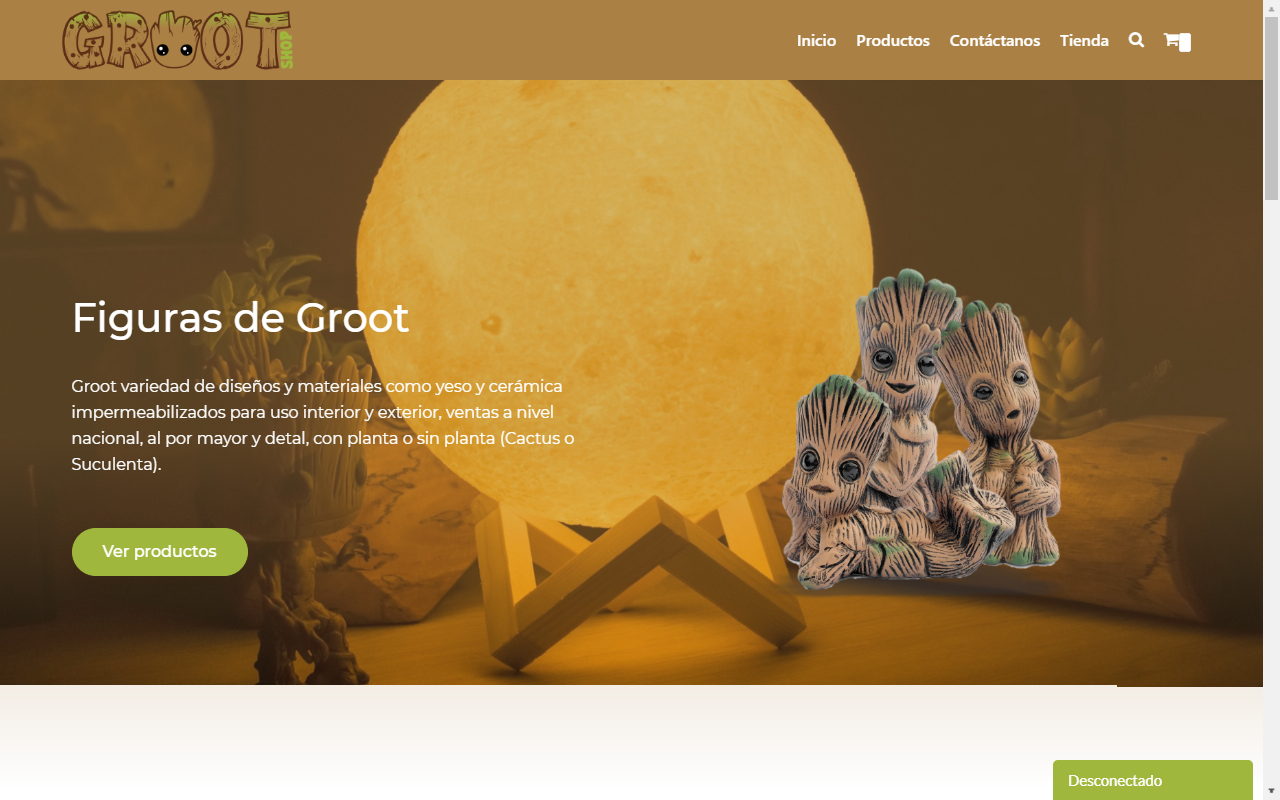 GROOT SHOP
Inicio Productos Contáctanos Tienda
Figuras de Groot
Groot variedad de diseños y materiales como yeso y cerámica
impermeabilizados para uso interior y exterior, ventas a nivel
nacional, al por mayor y detal, con planta o sin planta (Cactus o
Suculenta).
Ver productos
Desconectado